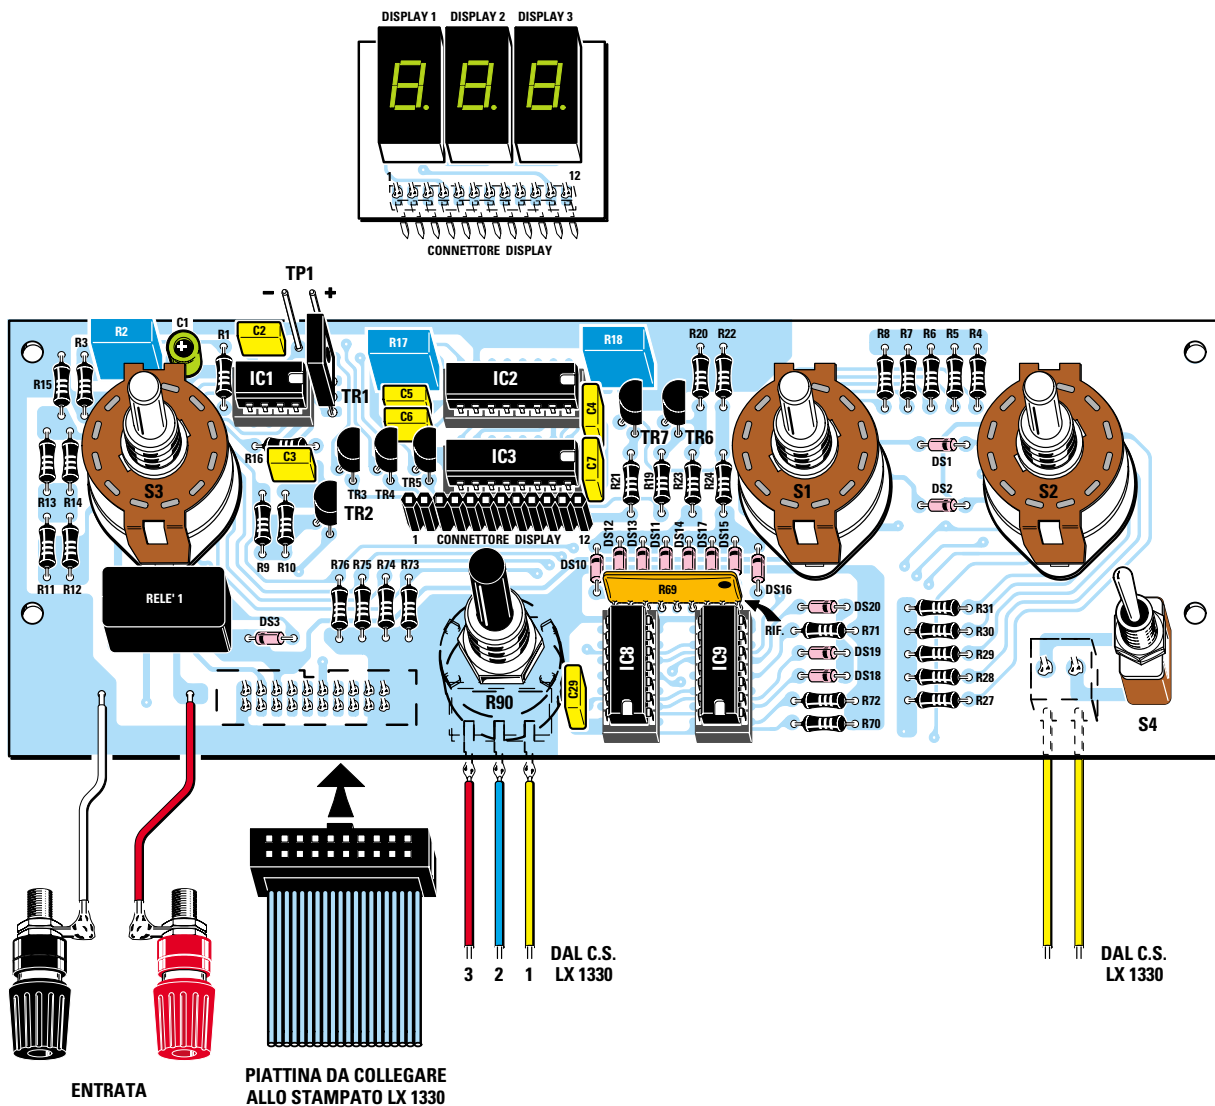 DISPLAY 1 DISPLAY 2 DISPLAY 3
1 12
CONNETTORE DISPLAY
TP1
- +
R3
R2
C1
R1
C2
R17
R18
R20 R22
R8 R7 R6 R5 R4
R15
IC1
TR1
C5
C6
IC2
C4
TR7 TR6
S3
R16
C3
TR3 TR4 TR5
IC3
C7
R21 R19 R23 R24
S1
DS1
DS2
S2
R13 R14
TR2
1 CONNETTORE DISPLAY 12
DS12 DS13 DS11 DS14 DS17 DS15
R11 R12
R9 R10
R76 R75 R74 R73
DS10
DS16
RELE' 1
R69
RIF.
DS3
DS20
R71
DS19
DS18
R72
R70
R31
R30
R29
R28
R27
IC8
IC9
R90
C29
S4
3 2 1
DAL C.S.
LX 1330
DAL C.S.
LX 1330
ENTRATA
PIATTINA DA COLLEGARE
ALLO STAMPATO LX 1330